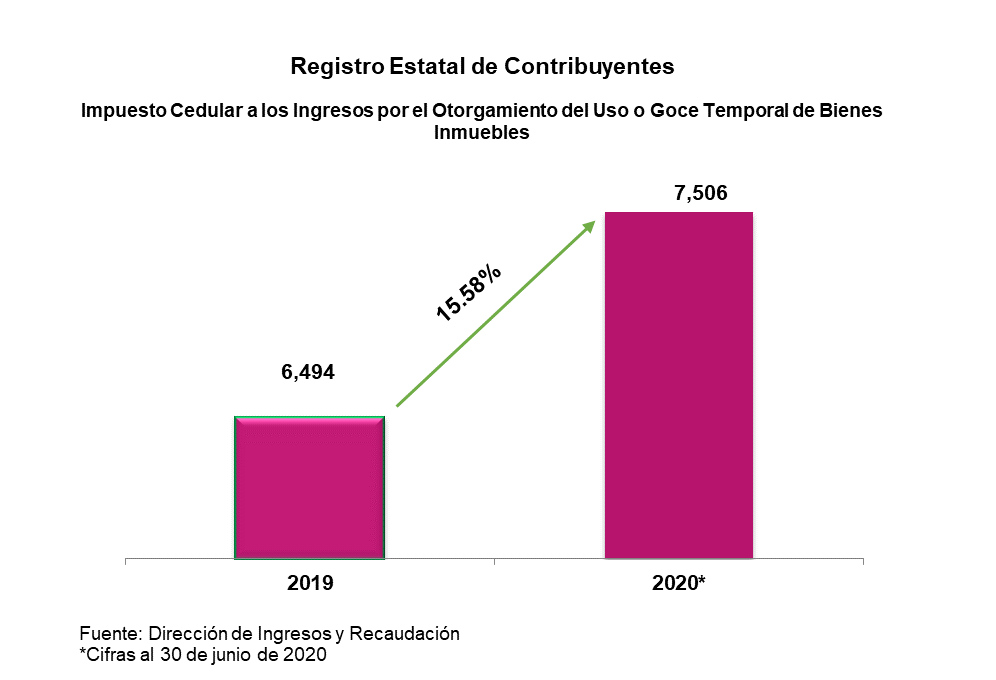 Registro Estatal de Contribuyentes
Impuesto Cedular a los Ingresos por el Otorgamiento del Uso o Goce Temporal de Bienes
Inmuebles
7,506
15.58%
6,494
2019
2020*
Fuente: Dirección de Ingresos y Recaudación
*Cifras al 30 de junio de 2020